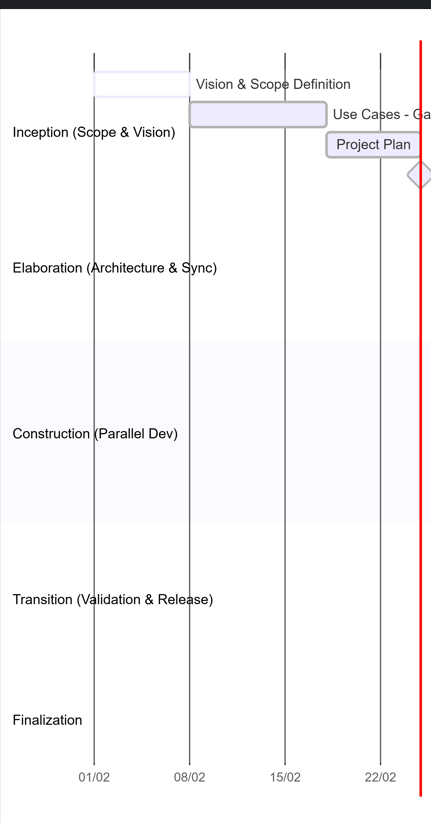 Vision & Scope Definition
Use Cases - Ga
Inception (Scope & Vision)
Project Plan
Elaboration (Architecture & Sync)
Construction (Parallel Dev)
Transition (Validation & Release)
Finalization
01/02 08/02 15/02 22/02